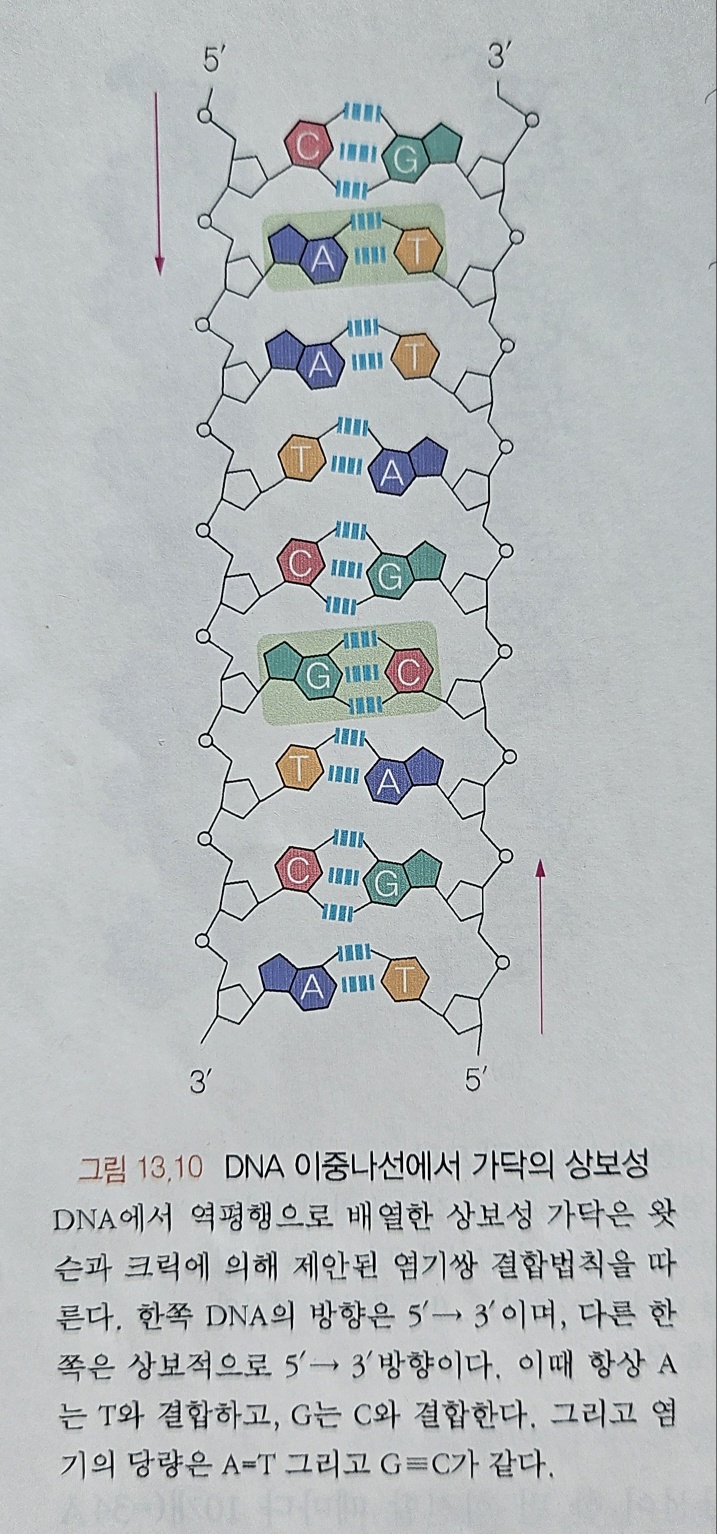 5′ 3′
C G
A T
A T
T A
C G
G C
T A
C G
A T
3′ 5′
그림 13.10 DNA 이중나선에서 가닥의 상보성
DNA에서 역평행으로 배열한 상보성 가닥은 왓
슨과 크릭에 의해 제안된 염기쌍 결합법칙을 따
른다. 한쪽 DNA의 방향은 5′→ 3′이며, 다른 한
쪽은 상보적으로 5′→ 3′방향이다. 이때 항상 A
는 T와 결합하고, G는 C와 결합한다. 그리고 염
기의 당량은 A=T 그리고 G≡C가 같다.